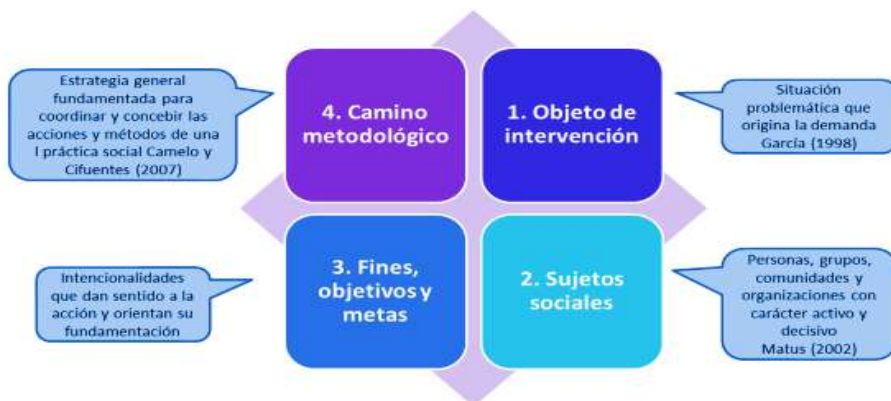 Estrategia general
fundamentada para
coordinar y concebir las
acciones y métodos de una
l práctica social Camelo y
Cifuentes (2007)
4. Camino
metodológico
1. Objeto de
intervención
Situación
problemática que
origina la demanda
García (1998)
Intencionalidades
que dan sentido a la
acción y orientan su
fundamentación
3. Fines,
objetivos y
metas
2. Sujetos
sociales
Personas, grupos,
comunidades y
organizaciones con
carácter activo y
decisivo
Matus (2002)